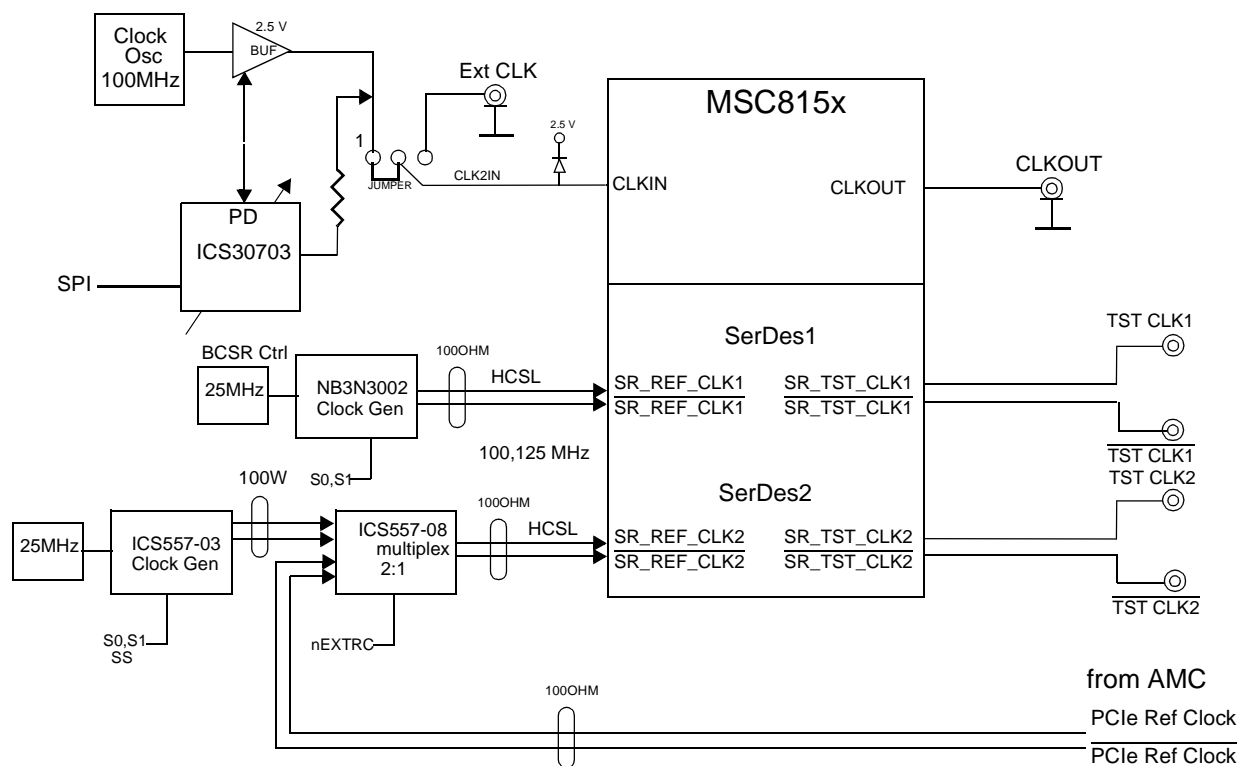 Clock
Osc
100MHz
2.5 V
BUF
Ext CLK
1
JUMPER
CLK2IN
2.5 V
MSC815x
CLKIN
CLKOUT
CLKOUT
PD
ICS30703
SPI
BCSR Ctrl
25MHz
NB3N3002
Clock Gen
S0,S1
100OHM
HCSL
100,125 MHz
SerDes1
SR_REF_CLK1
SR_REF_CLK1
SR_TST_CLK1
SR_TST_CLK1
TST CLK1
TST CLK1
25MHz
ICS557-03
Clock Gen
S0,S1
SS
100W
ICS557-08
multiplex
2:1
nEXTRC
100OHM
HCSL
SerDes2
SR_REF_CLK2
SR_REF_CLK2
SR_TST_CLK2
SR_TST_CLK2
TST CLK2
TST CLK2
100OHM
from AMC
PCIe Ref Clock
PCIe Ref Clock